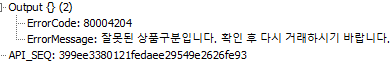 Output {} (2)
ErrorCode: 80004204
ErrorMessage: 잘못된 상품구분입니다. 확인 후 다시 거래하시기 바랍니다.
API_SEQ: 399ee3380121fedaee29549e2626fe93